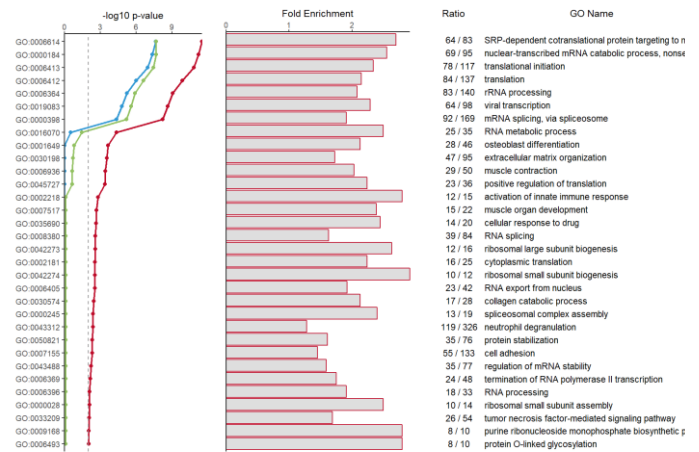 -log10 p-value Fold Enrichment Ratio GO Name
0 3 6 9 0 1 2
GO:0006614 64 / 83 SRP-dependent cotranslational protein targeting to
GO:0000184 69 / 95 nuclear-transcribed mRNA catabolic process,
GO:0006413 78 / 117 translational initiation
GO:0006412 84 / 137 translation
GO:0006364 83 / 140 rRNA processing
GO:0019083 64 / 98 viral transcription
GO:0000398 92 / 169 mRNA splicing, via spliceosome
GO:0016070 25 / 35 RNA metabolic process
GO:0001649 28 / 46 osteoblast differentiation
GO:0030198 47 / 95 extracellular matrix organization
GO:0006936 29 / 50 muscle contraction
GO:0045727 23 / 36 positive regulation of translation
GO:0002218 12 / 15 activation of innate immune response
GO:0007517 15 / 22 muscle organ development
GO:0035690 14 / 20 cellular response to drug
GO:0008380 39 / 84 RNA splicing
GO:0042273 12 / 16 ribosomal large subunit biogenesis
GO:0002181 16 / 25 cytoplasmic translation
GO:0042274 10 / 12 ribosomal small subunit biogenesis
GO:0006405 23 / 42 RNA export from nucleus
GO:0030574 17 / 28 collagen catabolic process
GO:0000245 13 / 19 spliceosomal complex assembly
GO:0043312 119 / 326 neutrophil degranulation
GO:0050821 35 / 76 protein stabilization
GO:0007155 55 / 133 cell adhesion
GO:0043488 35 / 77 regulation of mRNA stability
GO:0006369 24 / 48 termination of RNA polymerase II transcription
GO:0006396 18 / 33 RNA processing
GO:0000028 10 / 14 ribosomal small subunit assembly
GO:0033209 26 / 54 tumor necrosis factor-mediated signaling pathway
GO:0009168 8 / 10 purine ribonucleoside monophosphate biosynthetic
GO:0006493 8 / 10 protein O-linked glycosylation